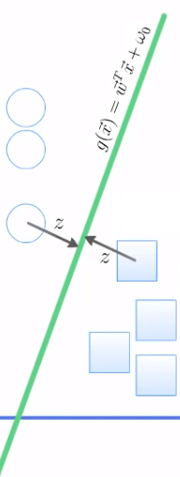 g(x⃗) = w⃗ᵀx⃗ + ω₀
z
z